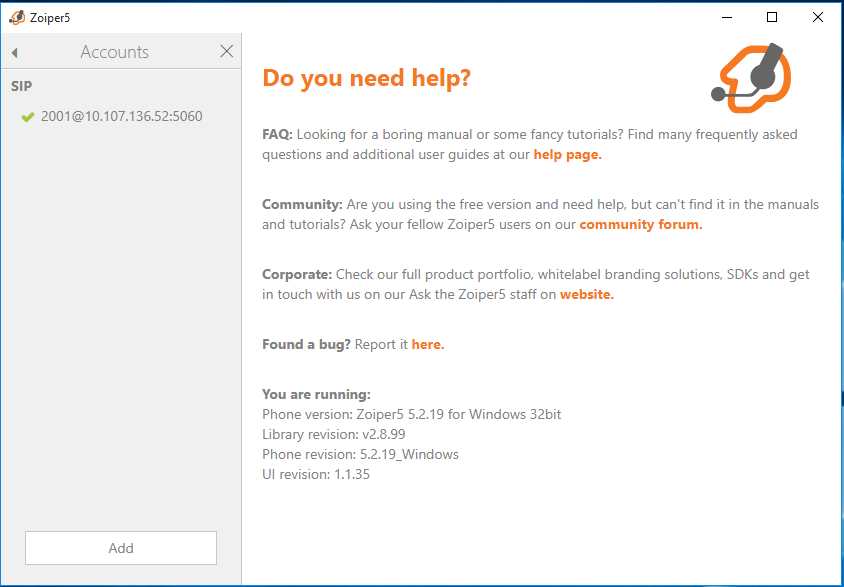 Zoiper5
Accounts
SIP
2001@10.107.136.52:5060
Add
Do you need help?
FAQ: Looking for a boring manual or some fancy tutorials? Find many frequently asked
questions and additional user guides at our help page.
Community: Are you using the free version and need help, but can't find it in the manuals
and tutorials? Ask your fellow Zoiper5 users on our community forum.
Corporate: Check our full product portfolio, whitelabel branding solutions, SDKs and get
in touch with us on our Ask the Zoiper5 staff on website.
Found a bug? Report it here.
You are running:
Phone version: Zoiper5 5.2.19 for Windows 32bit
Library revision: v2.8.99
Phone revision: 5.2.19_Windows
UI revision: 1.1.35